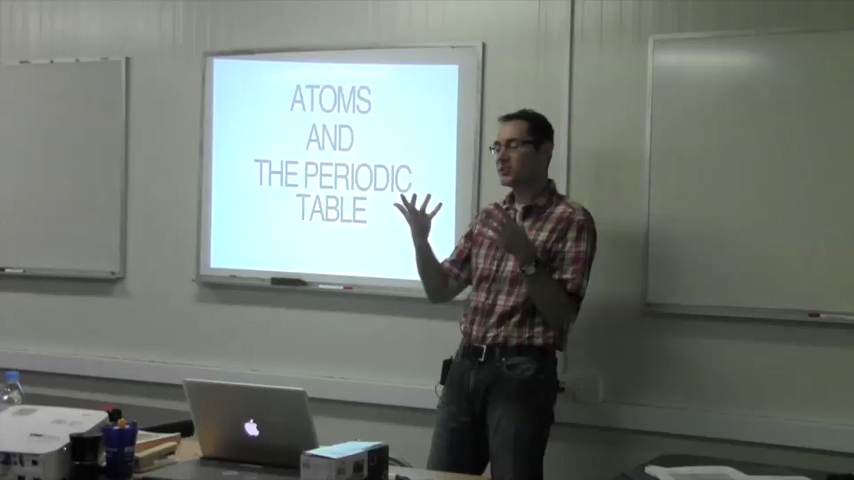 ATOMS
AND
THE PERIODIC
TABLE